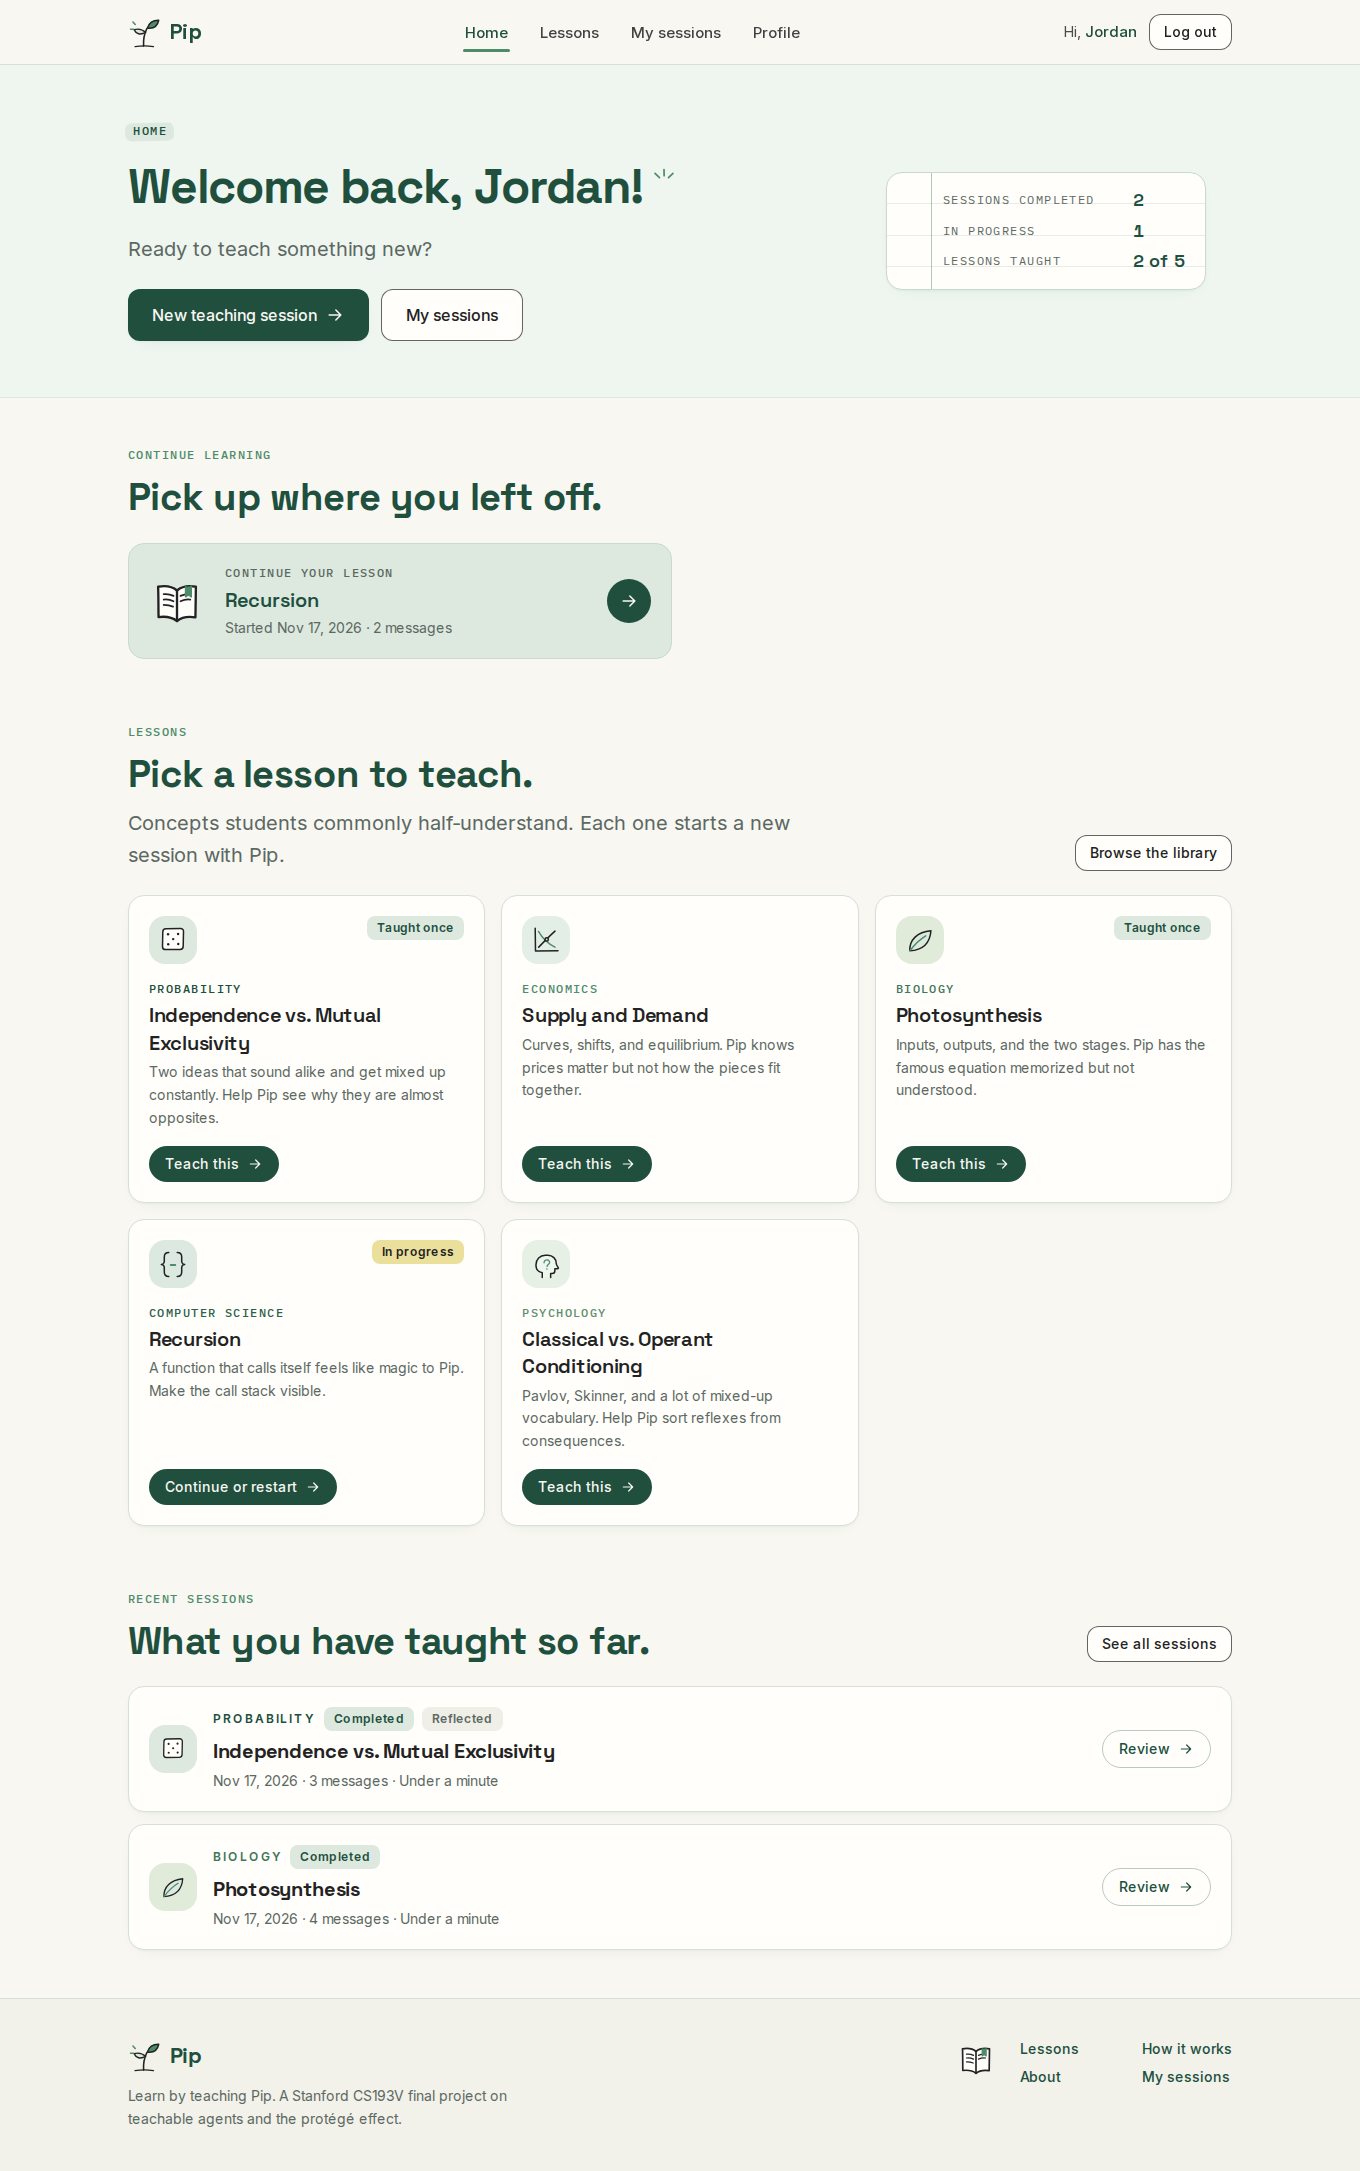 Pip
Home
Lessons
My sessions
Profile
Hi, Jordan
Log out
HOME
Welcome back, Jordan!
Ready to teach something new?
New teaching session
My sessions
SESSIONS COMPLETED 2
IN PROGRESS 1
LESSONS TAUGHT 2 of 5
CONTINUE LEARNING
Pick up where you left off.
CONTINUE YOUR LESSON
Recursion
Started Nov 17, 2026 · 2 messages
LESSONS
Pick a lesson to teach.
Concepts students commonly half-understand. Each one starts a new
session with Pip.
Browse the library
Taught once
PROBABILITY
Independence vs. Mutual
Exclusivity
Two ideas that sound alike and get mixed up
constantly. Help Pip see why they are almost
opposites.
Teach this
ECONOMICS
Supply and Demand
Curves, shifts, and equilibrium. Pip knows
prices matter but not how the pieces fit
together.
Teach this
Taught once
BIOLOGY
Photosynthesis
Inputs, outputs, and the two stages. Pip has the
famous equation memorized but not
understood.
Teach this
In progress
COMPUTER SCIENCE
Recursion
A function that calls itself feels like magic to Pip.
Make the call stack visible.
Continue or restart
PSYCHOLOGY
Classical vs. Operant
Conditioning
Pavlov, Skinner, and a lot of mixed-up
vocabulary. Help Pip sort reflexes from
consequences.
Teach this
RECENT SESSIONS
What you have taught so far.
See all sessions
PROBABILITY Completed Reflected
Independence vs. Mutual Exclusivity
Nov 17, 2026 · 3 messages · Under a minute
Review
BIOLOGY Completed
Photosynthesis
Nov 17, 2026 · 4 messages · Under a minute
Review
Pip
Learn by teaching Pip. A Stanford CS193V final project on
teachable agents and the protégé effect.
Lessons
How it works
About
My sessions